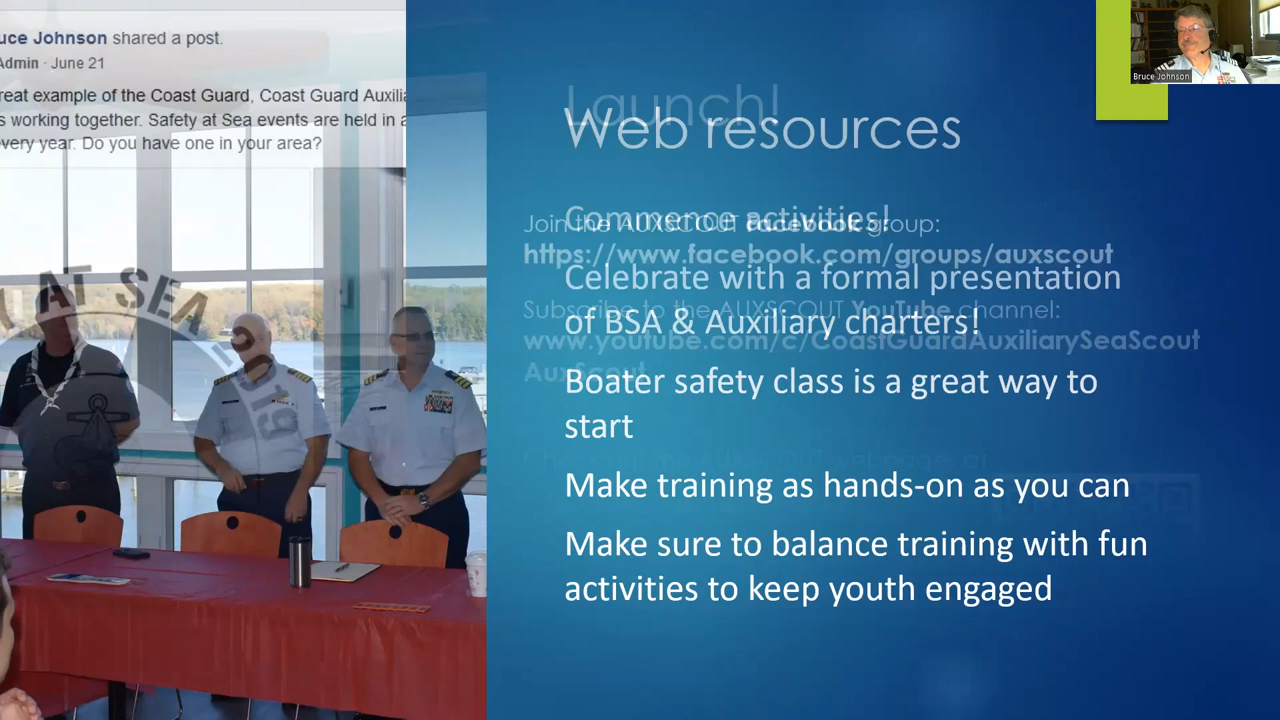 uce Johnson shared a post.
Admin · June 21
reat example of the Coast Guard, Coast Guard Auxilia
s working together. Safety at Sea events are held in a
very year. Do you have one in your area?
AT SEA 2019
Launch!
Web resources
Bruce Johnson
Commence activities!
Join the AUXSCOUT Facebook group:
https://www.facebook.com/groups/auxscout
Celebrate with a formal presentation
Subscribe to the AUXSCOUT YouTube channel:
of BSA & Auxiliary charters!
www.youtube.com/c/CoastGuardAuxiliarySeaScout
AuxScout
Boater safety class is a great way to
start
Make training as hands-on as you can
Make sure to balance training with fun
activities to keep youth engaged